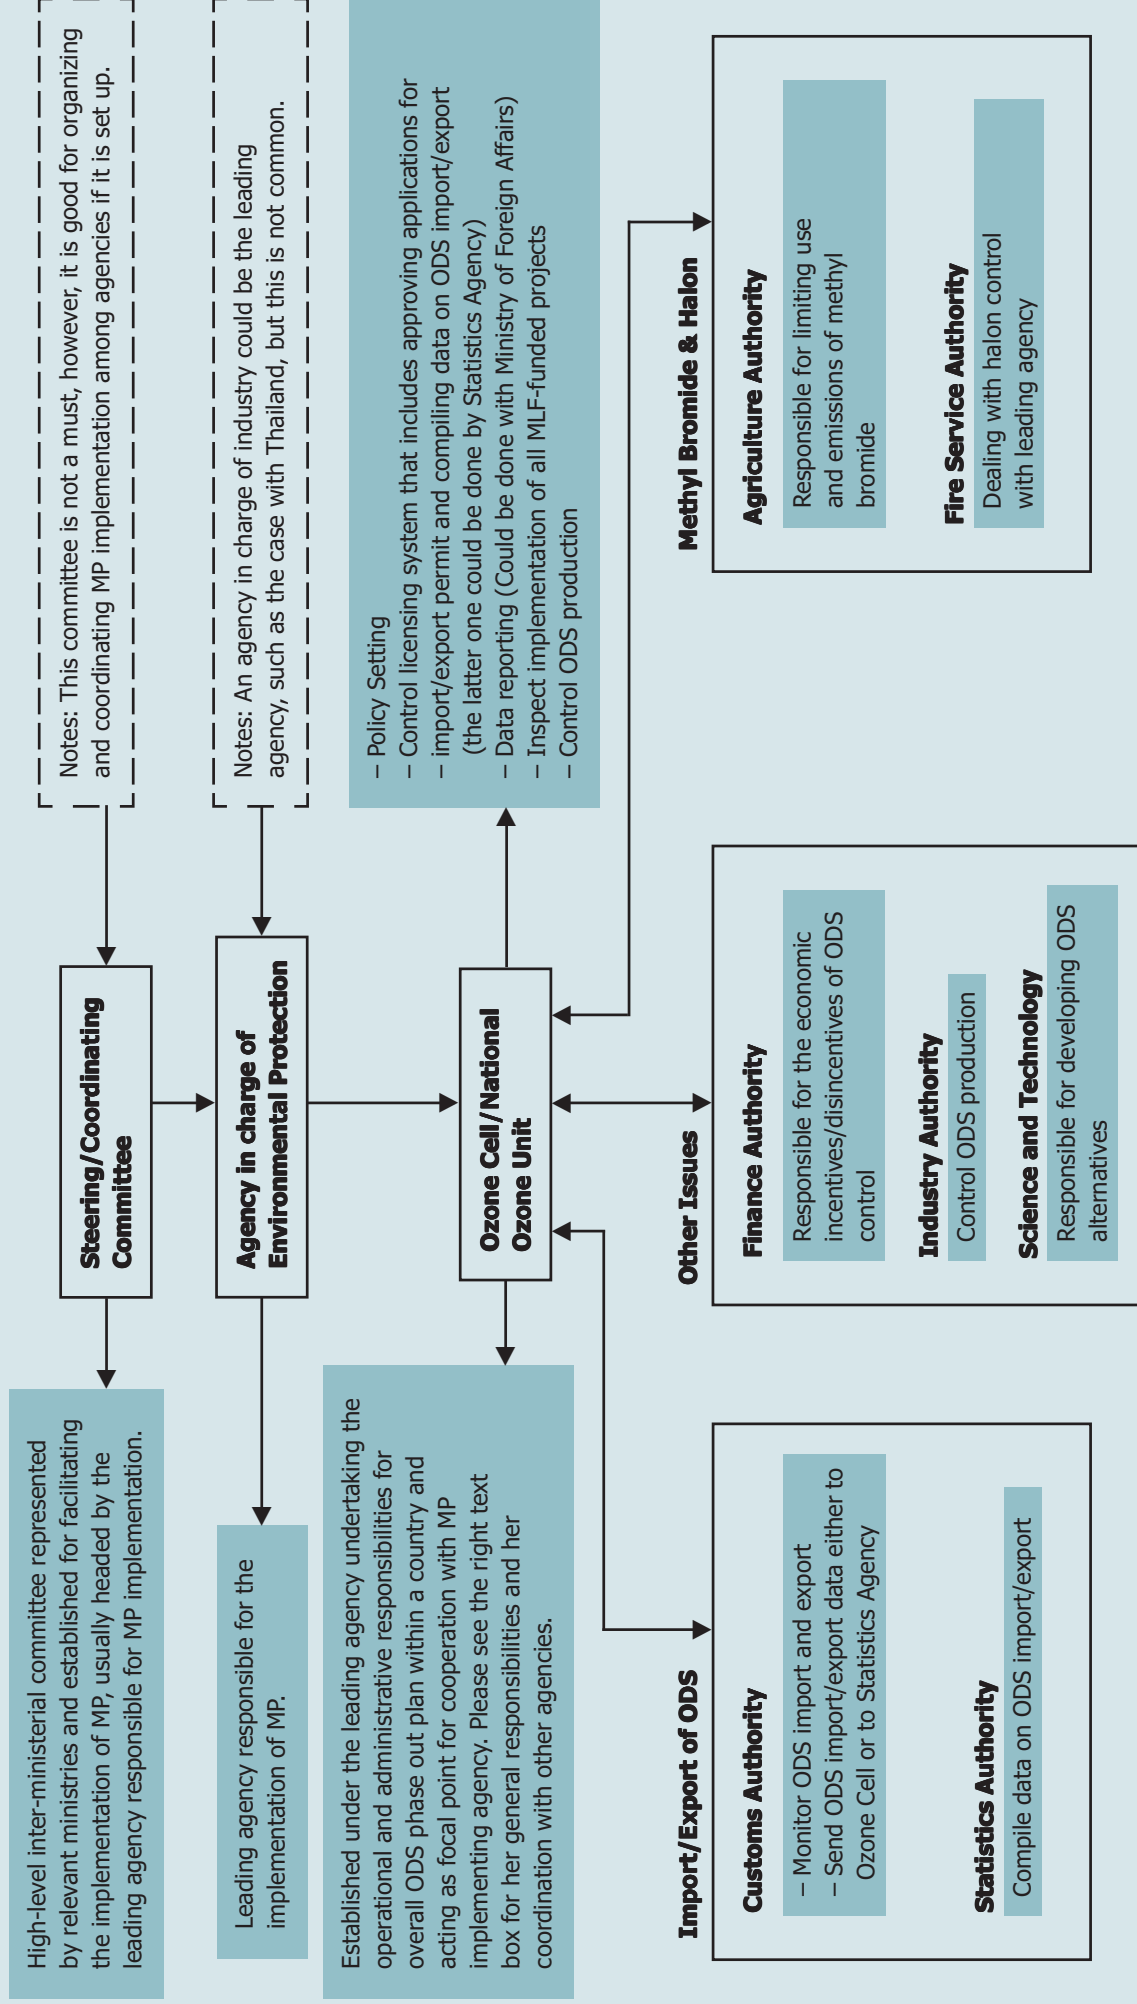 High-level inter-ministerial committee represented
by relevant ministries and established for facilitating
the implementation of MP, usually headed by the
leading agency responsible for MP implementation.
Steering/Coordinating
Committee
Notes: This committee is not a must, however, it is good for organizing
and coordinating MP implementation among agencies if it is set up.
Leading agency responsible for the
implementation of MP.
Agency in charge of
Environmental Protection
Notes: An agency in charge of industry could be the leading
agency, such as the case with Thailand, but this is not common.
Established under the leading agency undertaking the
operational and administrative responsibilities for
overall ODS phase out plan within a country and
acting as focal point for cooperation with MP
implementing agency. Please see the right text
box for her general responsibilities and her
coordination with other agencies.
Ozone Cell/National
Ozone Unit
– Policy Setting
– Control licensing system that includes approving applications for
– import/export permit and compiling data on ODS import/export
(the latter one could be done by Statistics Agency)
– Data reporting (Could be done with Ministry of Foreign Affairs)
– Inspect implementation of all MLF-funded projects
– Control ODS production
Import/Export of ODS
Customs Authority
– Monitor ODS import and export
– Send ODS import/export data either to
Ozone Cell or to Statistics Agency
Statistics Authority
Compile data on ODS import/export
Other Issues
Finance Authority
Responsible for the economic
incentives/disincentives of ODS
control
Industry Authority
Control ODS production
Science and Technology
Responsible for developing ODS
alternatives
Methyl Bromide & Halon
Agriculture Authority
Responsible for limiting use
and emissions of methyl
bromide
Fire Service Authority
Dealing with halon control
with leading agency